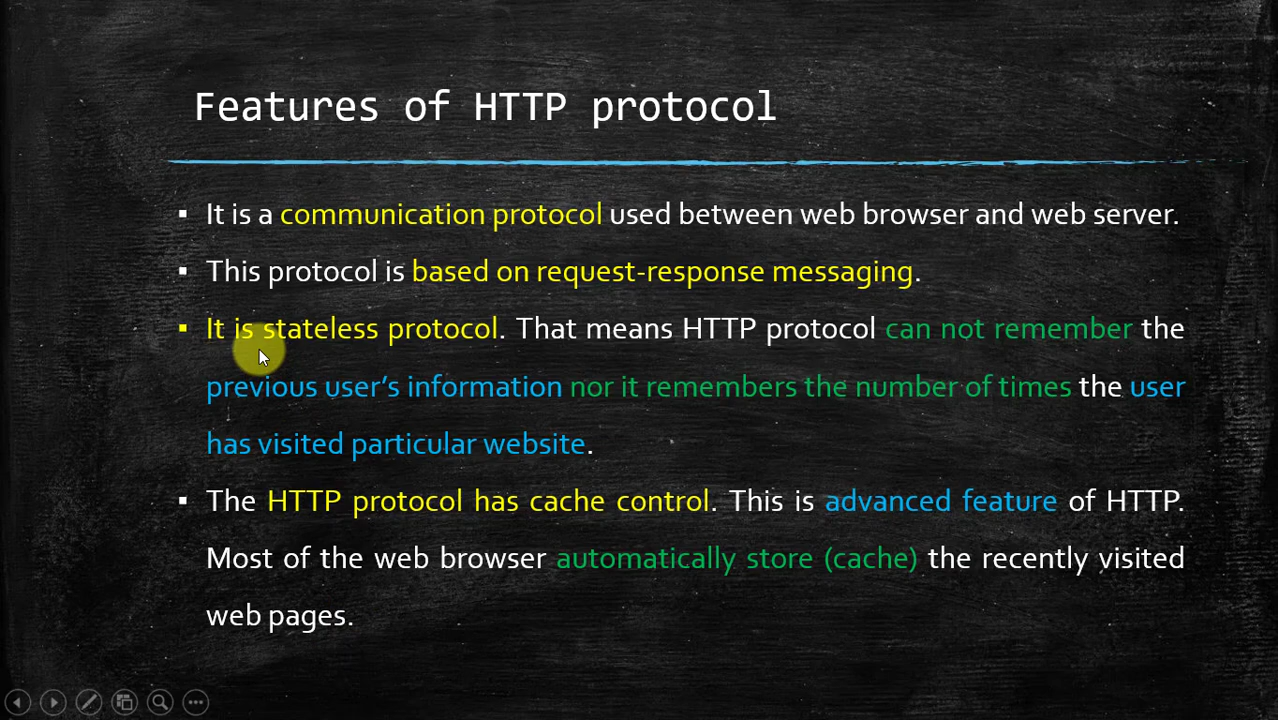 Features of HTTP protocol
▪ It is a communication protocol used between web browser and web server.
▪ This protocol is based on request-response messaging.
▪ It is stateless protocol. That means HTTP protocol can not remember the
previous user's information nor it remembers the number of times the user
has visited particular website.
▪ The HTTP protocol has cache control. This is advanced feature of HTTP.
Most of the web browser automatically store (cache) the recently visited
web pages.